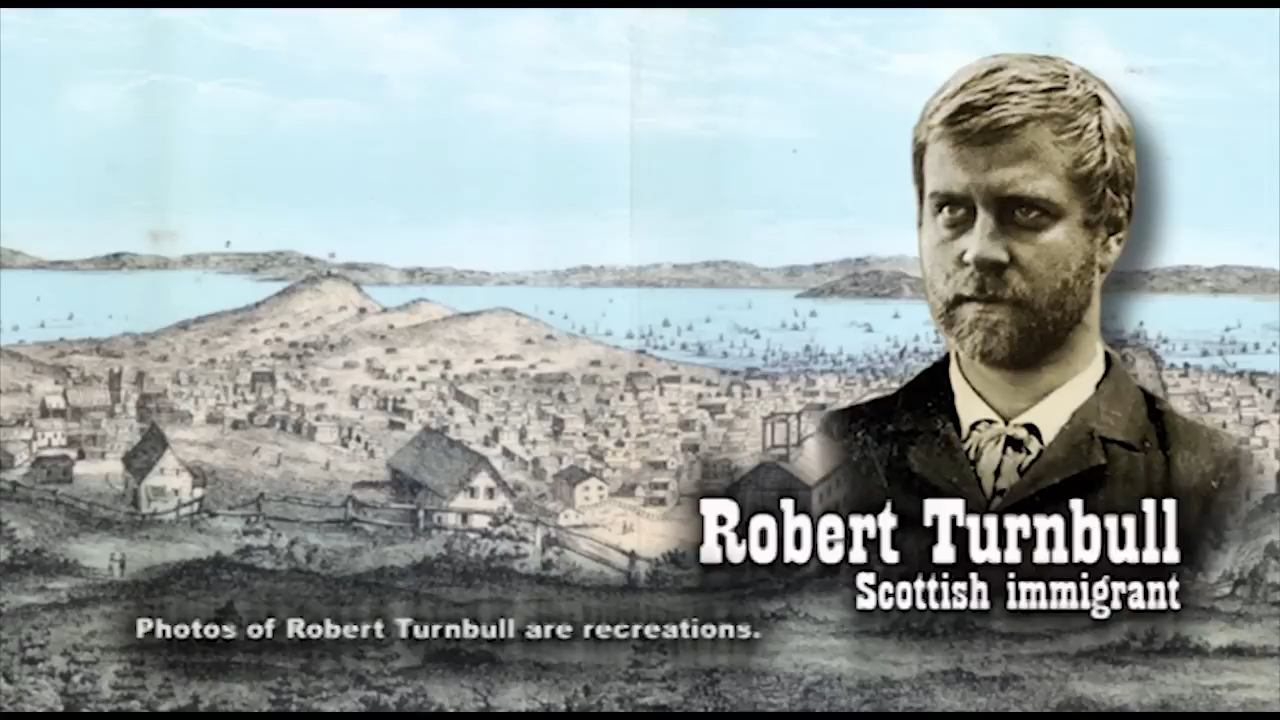 Robert Turnbull
Scottish immigrant
Photos of Robert Turnbull are recreations.